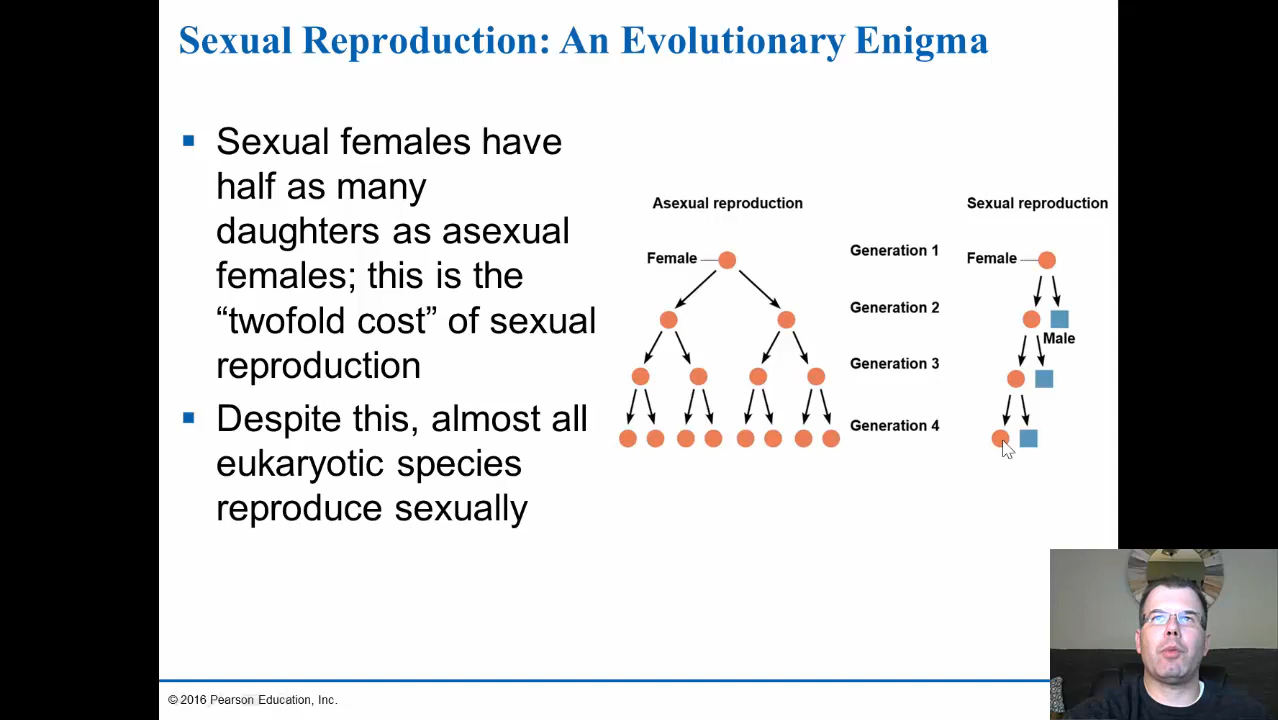 Sexual Reproduction: An Evolutionary Enigma
Sexual females have
half as many
daughters as asexual
females; this is the
“twofold cost” of sexual
reproduction
Despite this, almost all
eukaryotic species
reproduce sexually
Asexual reproduction
Sexual reproduction
Female
Generation 1
Female
Generation 2
Male
Generation 3
Generation 4
© 2016 Pearson Education, Inc.